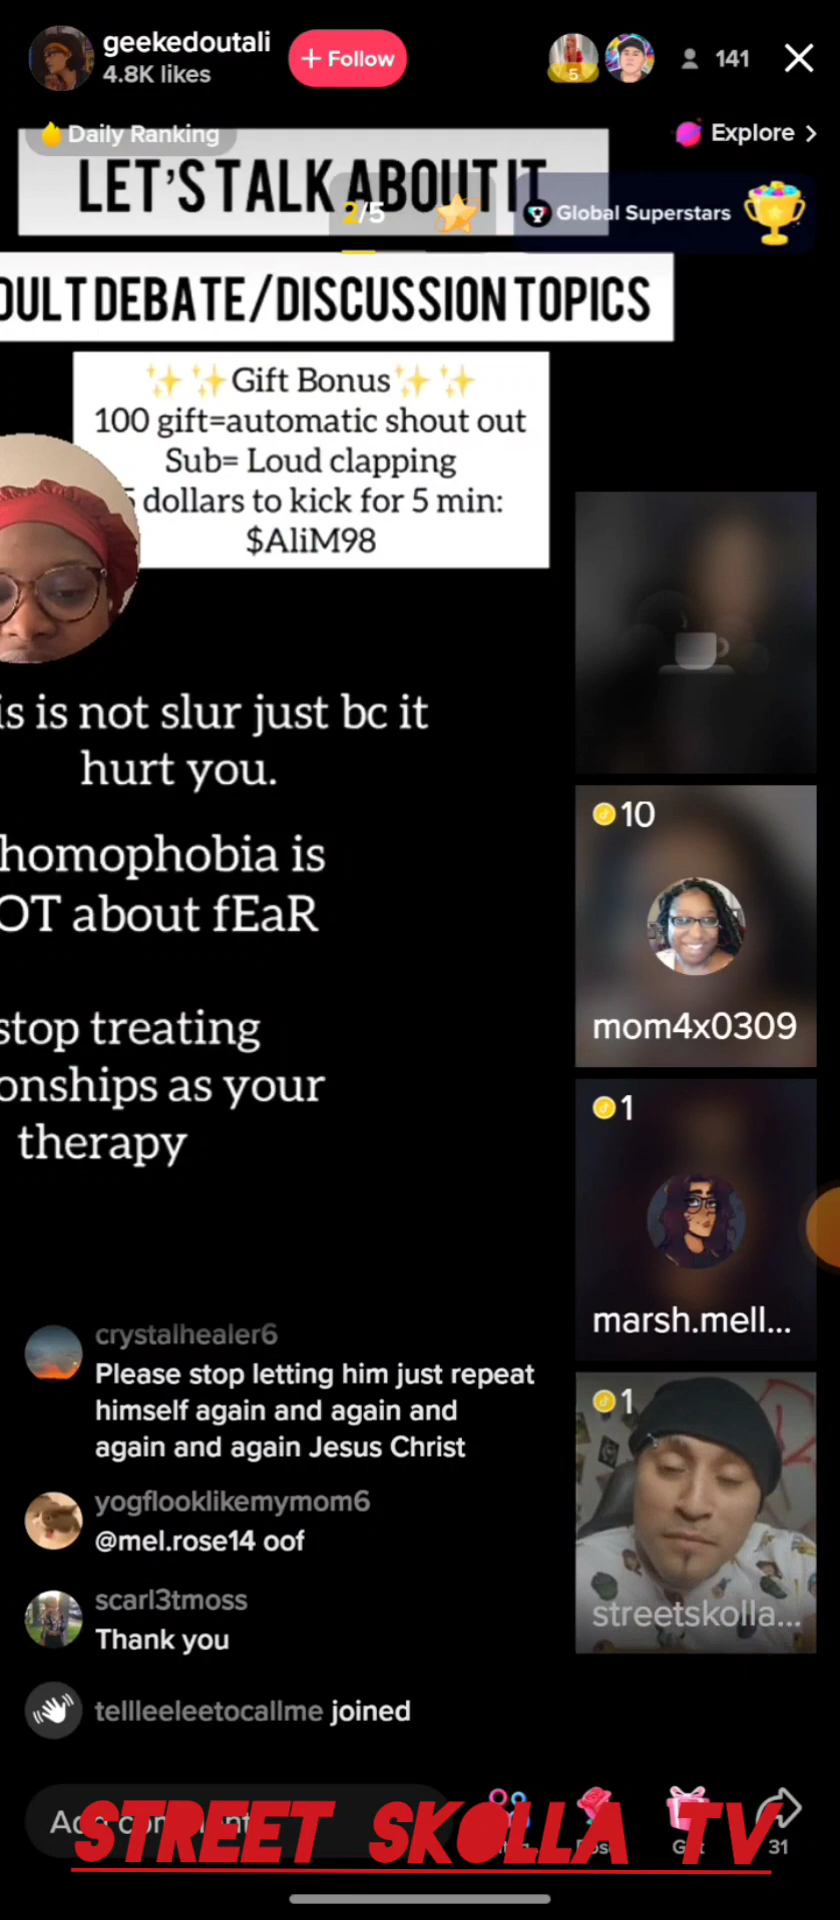 geekedoutali
4.8K likes
+ Follow
5
141
Daily Ranking
Explore >
LET'S TALK ABOUT IT
2/5
Global Superstars
DULT DEBATE/DISCUSSION TOPICS
✨ ✨Gift Bonus✨ ✨
100 gift=automatic shout out
Sub= Loud clapping
5 dollars to kick for 5 min:
$AliM98
is is not slur just bc it
hurt you.
homophobia is
OT about fEaR
stop treating
onships as your
therapy
10
mom4x0309
1
marsh.mell...
1
streetskolla...
crystalhealer6
Please stop letting him just repeat
himself again and again and
again and again Jesus Christ
yogflooklikemymom6
@mel.rose14 oof
scarl3tmoss
Thank you
tellleeleetocallme joined
STREET SKOLLA TV
31